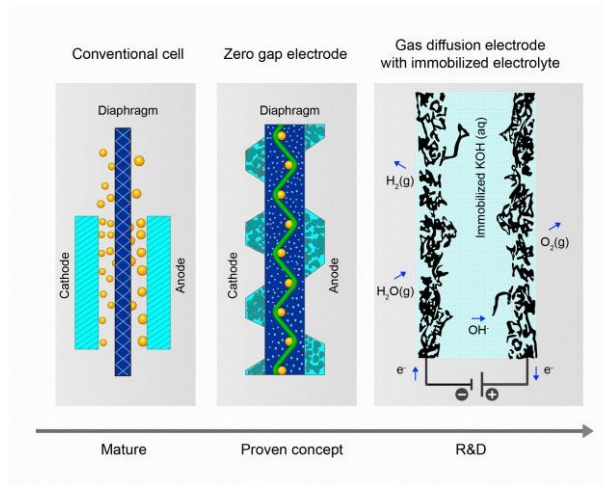 Conventional cell
Zero gap electrode
Gas diffusion electrode
with immobilized electrolyte
Diaphragm
Cathode
Anode
Diaphragm
Cathode
Anode
Immobilized KOH (aq)
H₂(g)
O₂(g)
H₂O(g)
OH⁻
e⁻
−
+
e⁻
Mature
Proven concept
R&D